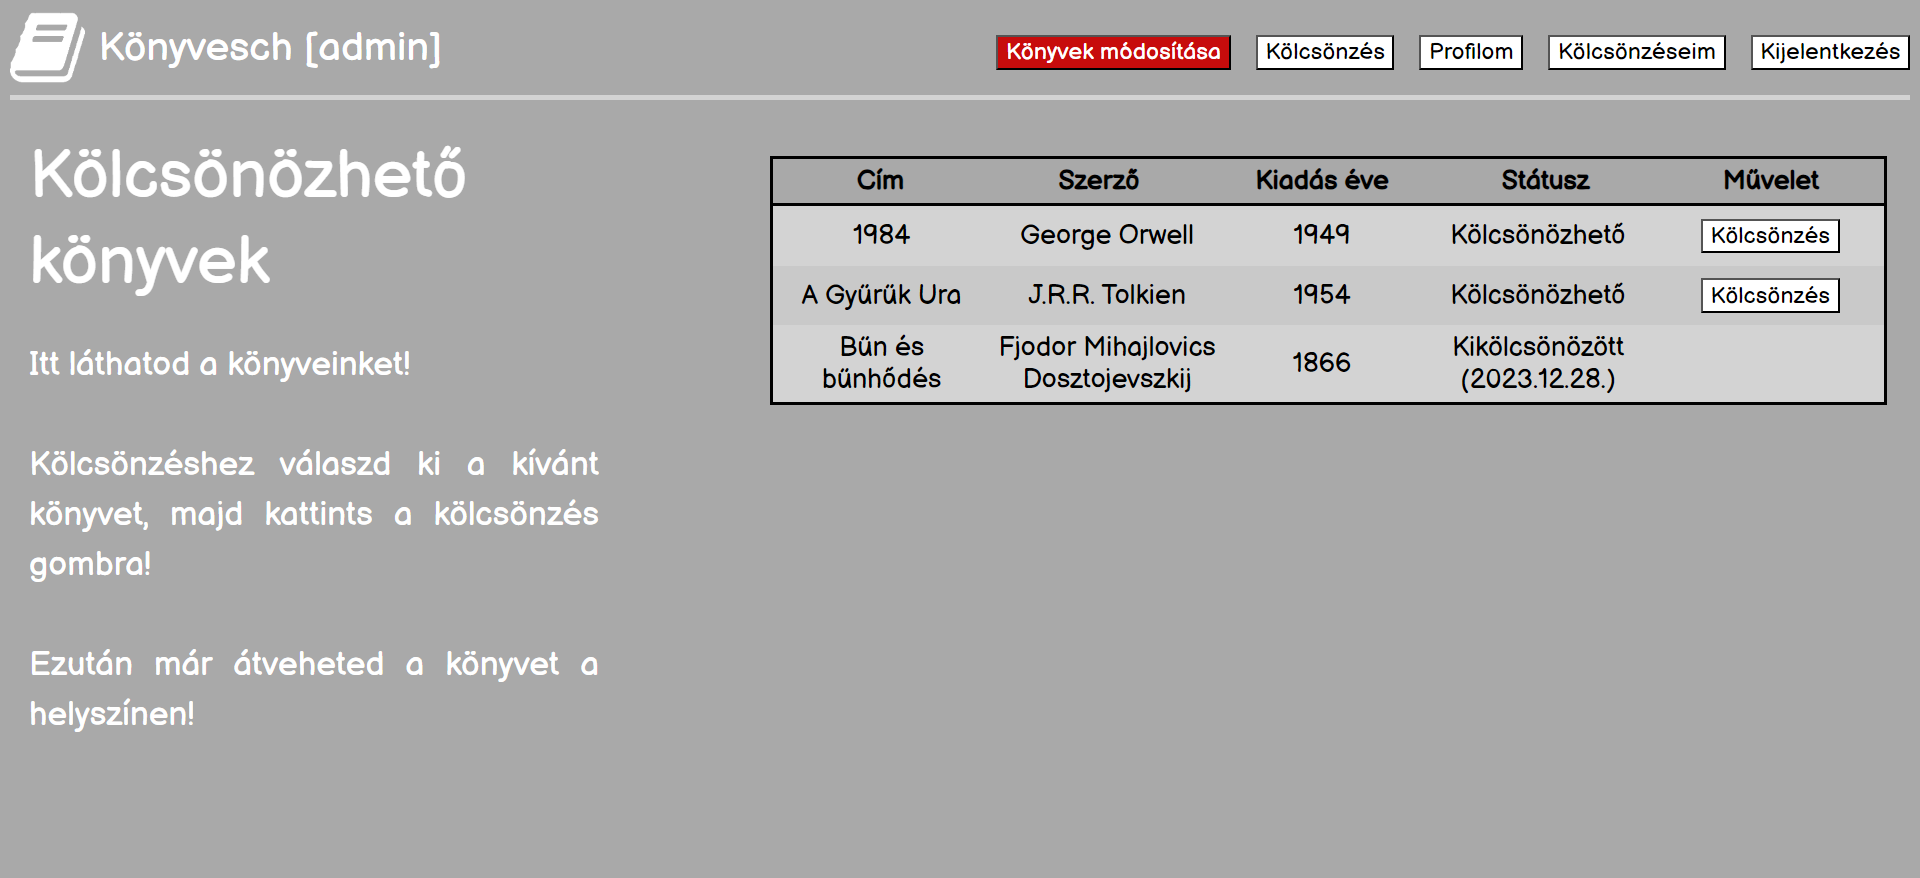 Könyvesch [admin]
Könyvek módosítása Kölcsönzés Profilom Kölcsönzéseim Kijelentkezés
Kölcsönözhető
könyvek
Itt láthatod a könyveinket!
Kölcsönzéshez válaszd ki a kívánt
könyvet, majd kattints a kölcsönzés
gombra!
Ezután már átveheted a könyvet a
helyszínen!
Cím Szerző Kiadás éve Státusz Művelet
1984 George Orwell 1949 Kölcsönözhető Kölcsönzés
A Gyűrűk Ura J.R.R. Tolkien 1954 Kölcsönözhető Kölcsönzés
Bűn és Fjodor Mihajlovics 1866 Kikölcsönözött
bűnhődés Dosztojevszkij (2023.12.28.)